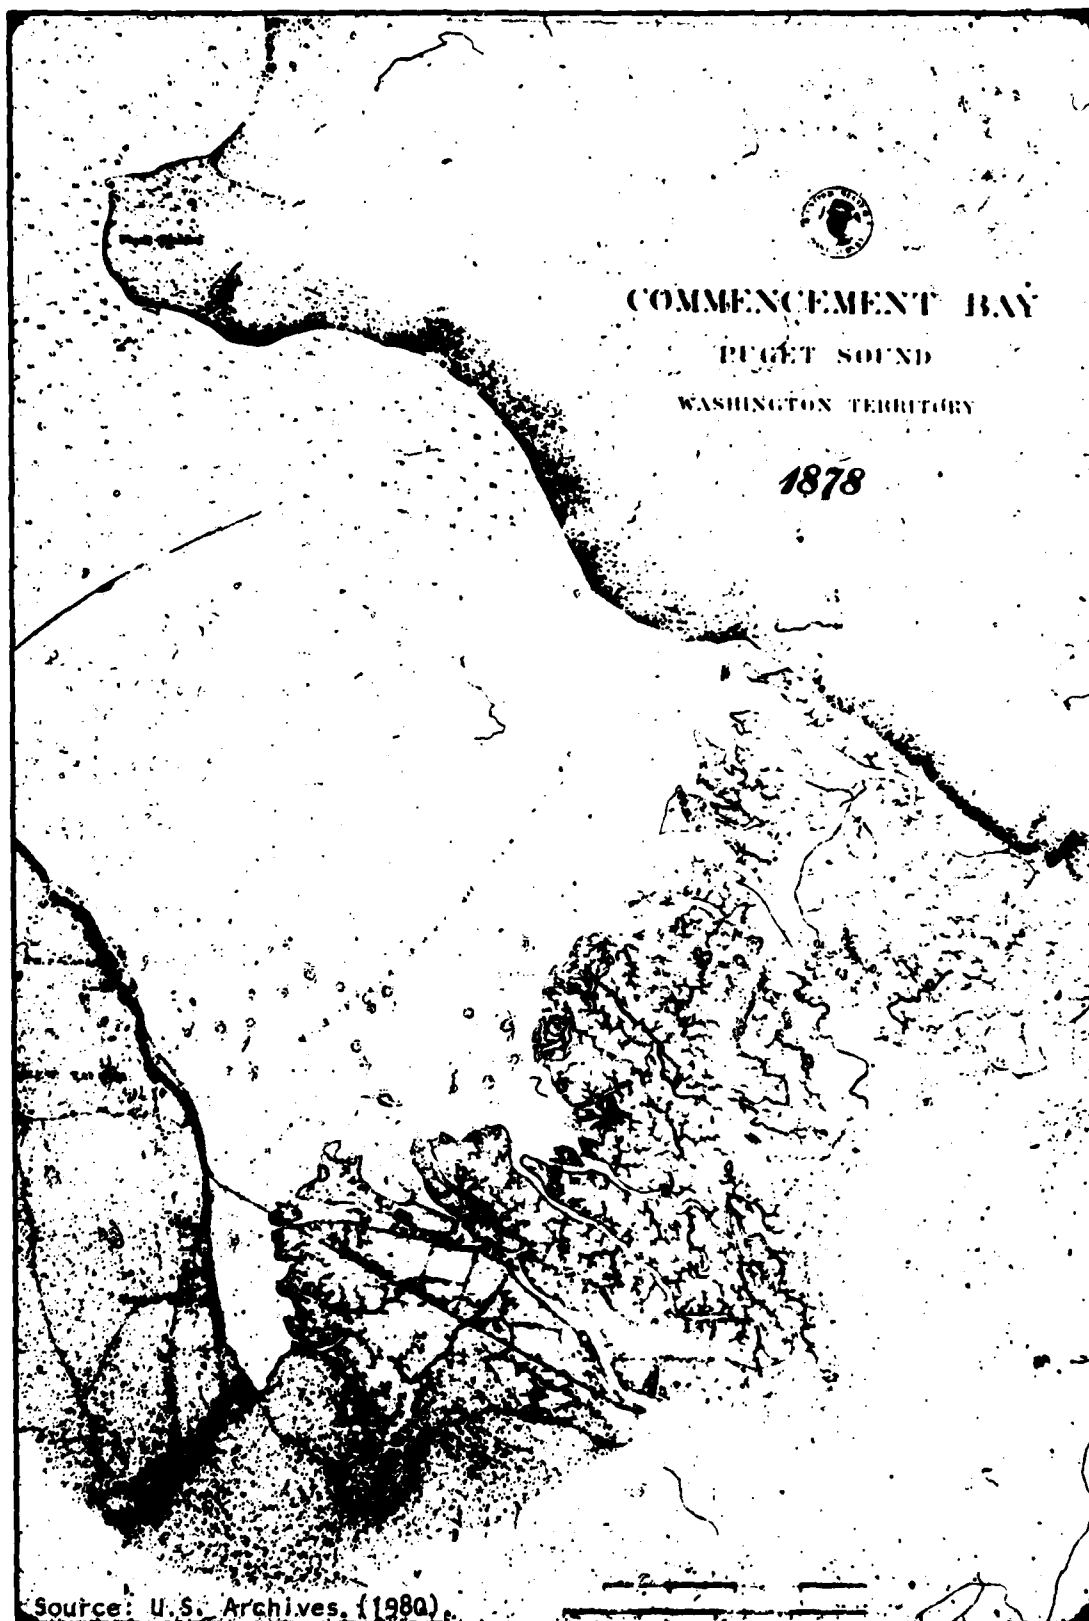 COMMENCEMENT BAY
PUGET SOUND
WASHINGTON TERRITORY
1878
Source: U.S. Archives (1980).